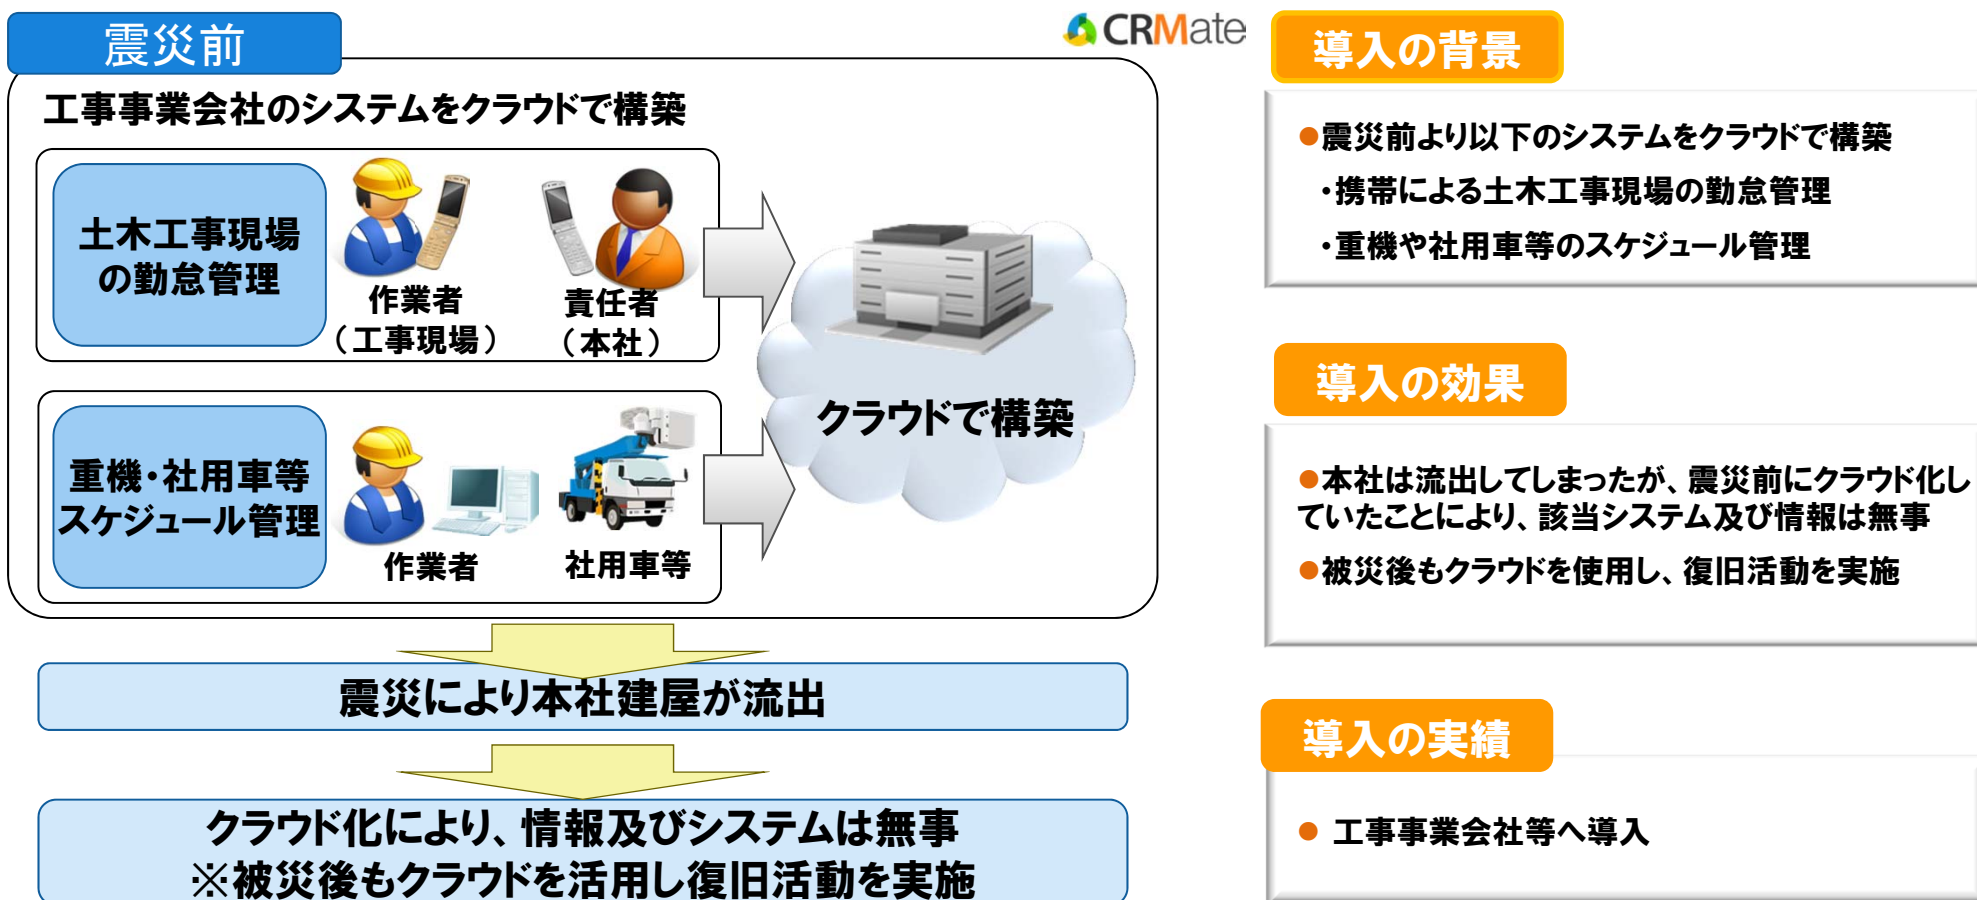 震災前
CRMate
工事事業会社のシステムをクラウドで構築
土木工事現場
の勤怠管理
作業者
（工事現場）
責任者
（本社）
重機・社用車等
スケジュール管理
作業者
社用車等
クラウドで構築
震災により本社建屋が流出
クラウド化により、情報及びシステムは無事
※被災後もクラウドを活用し復旧活動を実施
導入の背景
●震災前より以下のシステムをクラウドで構築
・携帯による土木工事現場の勤怠管理
・重機や社用車等のスケジュール管理
導入の効果
●本社は流出してしまったが、震災前にクラウド化し
ていたことにより、該当システム及び情報は無事
●被災後もクラウドを使用し、復旧活動を実施
導入の実績
● 工事事業会社等へ導入